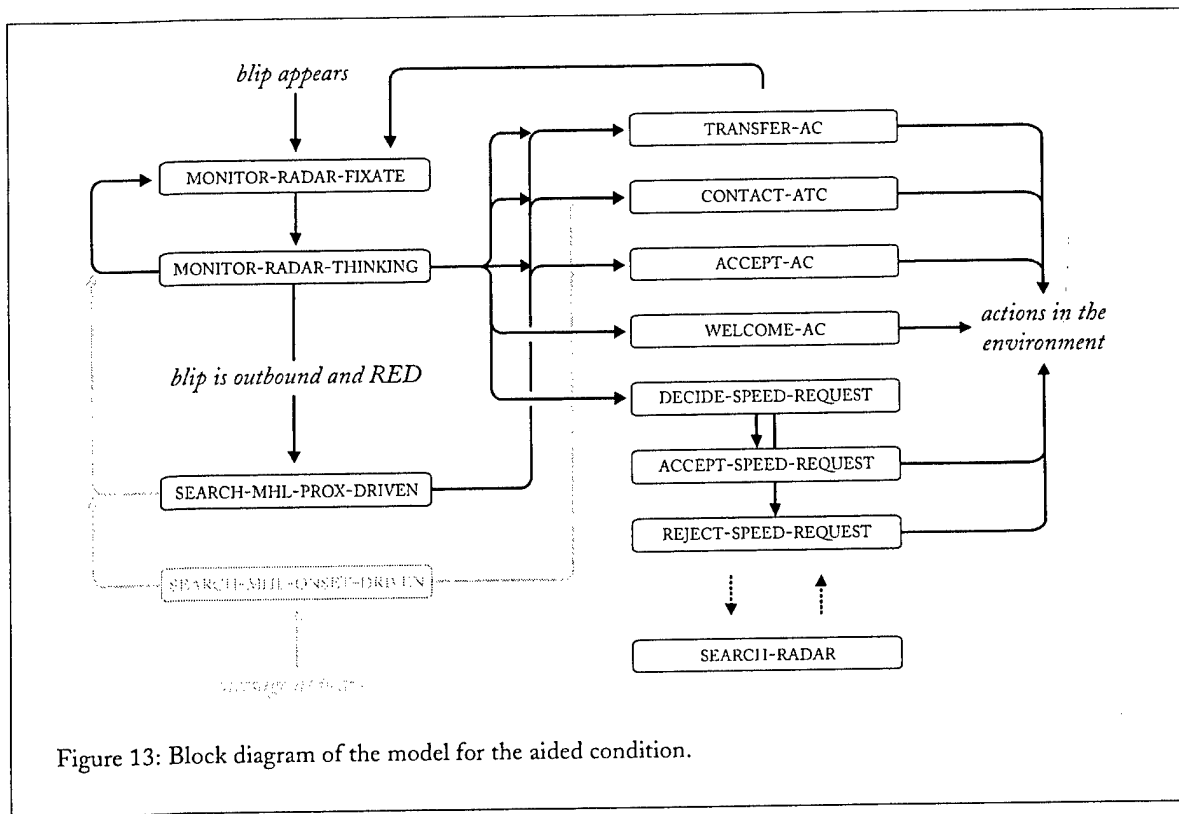 blip appears
MONITOR-RADAR-FIXATE
MONITOR-RADAR-THINKING
blip is outbound and RED
SEARCH-MHL-PROX-DRIVEN
SEARCH-MHL-ONSET-DRIVEN
TRANSFER-AC
CONTACT-ATC
ACCEPT-AC
WELCOME-AC
DECIDE-SPEED-REQUEST
ACCEPT-SPEED-REQUEST
REJECT-SPEED-REQUEST
SEARCH-RADAR
actions in the
environment
Figure 13: Block diagram of the model for the aided condition.